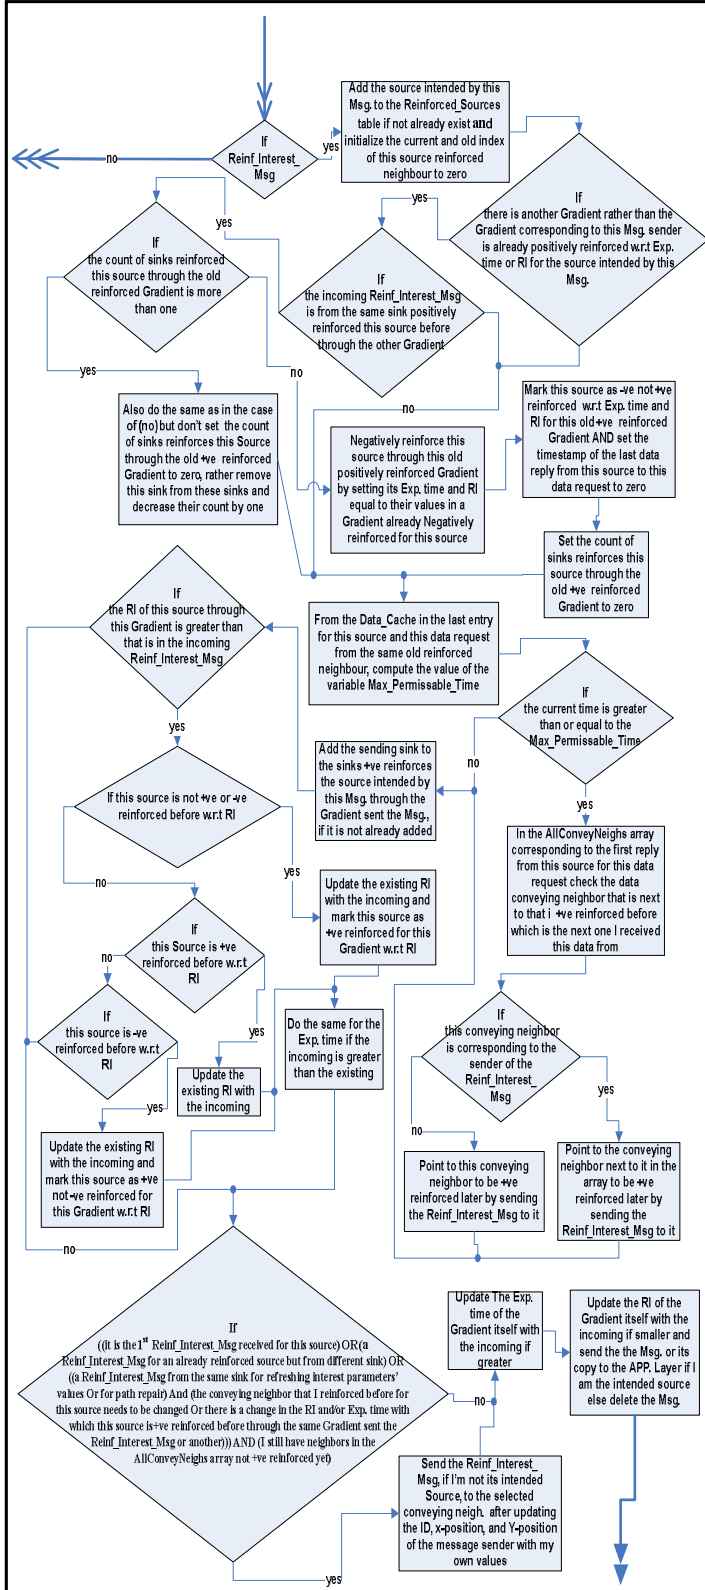 Add the source intended by this
Msg. to the Reinforced_Sources
table if not already exist and
initialize the current and old index
of this source reinforced
neighbour to zero
If
Reinf_Interest_
Msg
no
yes
If
there is another Gradient rather than the
Gradient corresponding to this Msg. sender
is already positively reinforced w.r.t Exp.
time or RI for the source intended by this
Msg.
yes
yes
If
the count of sinks reinforced
this source through the old
reinforced Gradient is more
than one
If
the incoming Reinf_Interest_Msg
is from the same sink positively
reinforced this source before
through the other Gradient
yes
no
no
Also do the same as in the case
of (no) but don't set the count
of sinks reinforces this Source
through the old +ve reinforced
Gradient to zero, rather remove
this sink from these sinks and
decrease their count by one
Negatively reinforce this
source through this old
positively reinforced Gradient
by setting its Exp. time and RI
equal to their values in a
Gradient already Negatively
reinforced for this source
Mark this source as -ve not +ve
reinforced w.r.t Exp. time and
RI for this old +ve reinforced
Gradient AND set the
timestamp of the last data
reply from this source to this
data request to zero
Set the count of
sinks reinforces this
source through the
old +ve reinforced
Gradient to zero
If
the RI of this source through
this Gradient is greater than
that is in the incoming
Reinf_Interest_Msg
From the Data_Cache in the last entry
for this source and this data request
from the same old reinforced
neighbour, compute the value of the
variable Max_Permissable_Time
If
the current time is greater
than or equal to the
Max_Permissable_Time
yes
no
yes
Add the sending sink to
the sinks +ve reinforces
the source intended by
this Msg. through the
Gradient sent the Msg.,
if it is not already added
If this source is not +ve or -ve
reinforced before w.r.t RI
In the AllConveyNeighs array
corresponding to the first reply
from this source for this data
request check the data
conveying neighbor that is next
to that i +ve reinforced before
which is the next one I received
this data from
no
yes
Update the existing RI
with the incoming and
mark this source as
+ve reinforced for this
Gradient w.r.t RI
If
this Source is +ve
reinforced before w.r.t
RI
no
yes
If
this source is -ve
reinforced before w.r.t
RI
Do the same for the
Exp. time if the
incoming is greater
than the existing
If
this conveying neighbor
is corresponding to the
sender of the
Reinf_Interest_
Msg
Update the
existing RI with
the incoming
yes
yes
no
Update the existing RI
with the incoming and
mark this source as +ve
not -ve reinforced for
this Gradient w.r.t RI
Point to this conveying
neighbor to be +ve
reinforced later by sending
the Reinf_Interest_Msg to it
Point to the conveying
neighbor next to it in the
array to be +ve
reinforced later by
sending the
Reinf_Interest_Msg to it
no
If
((it is the 1st Reinf_Interest_Msg received for this source) OR (a
Reinf_Interest_Msg for an already reinforced source but from different sink) OR
((a Reinf_Interest_Msg from the same sink for refreshing interest parameters'
values Or for path repair) And (the conveying neighbor that I reinforced before for
this source needs to be changed Or there is a change in the RI and/or Exp. time with
which this source is +ve reinforced before through the same Gradient sent the
Reinf_Interest_Msg or another))) AND (I still have neighbors in the
AllConveyNeighs array not +ve reinforced yet)
Update The Exp.
time of the
Gradient itself with
the incoming if
greater
Update the RI of the
Gradient itself with the
incoming if smaller and
send the the Msg. or its
copy to the APP. Layer if I
am the intended source
else delete the Msg.
no
Send the Reinf_Interest_
Msg, if I'm not its intended
Source, to the selected
conveying neigh. after updating
the ID, x-position, and Y-position
of the message sender with my
own values
yes